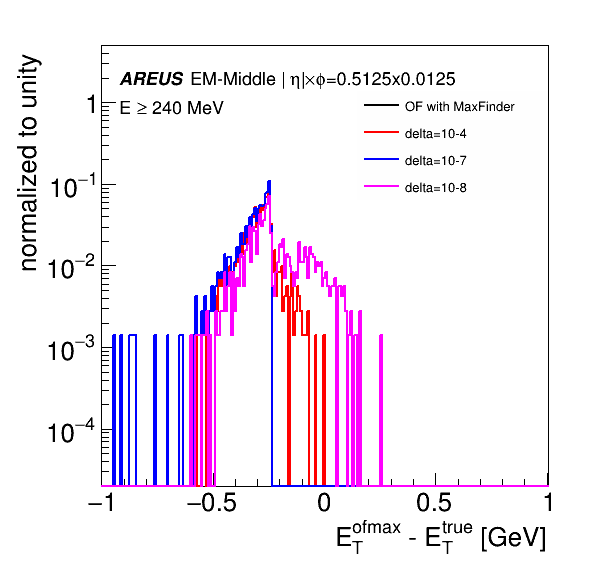 normalized to unity
AREUS EM-Middle | η|×ϕ=0.5125x0.0125
E ≥ 240 MeV
OF with MaxFinder
delta=10-4
delta=10-7
delta=10-8
1
10⁻¹
10⁻²
10⁻³
10⁻⁴
−1 −0.5 0 0.5 1
E_T^ofmax - E_T^true [GeV]